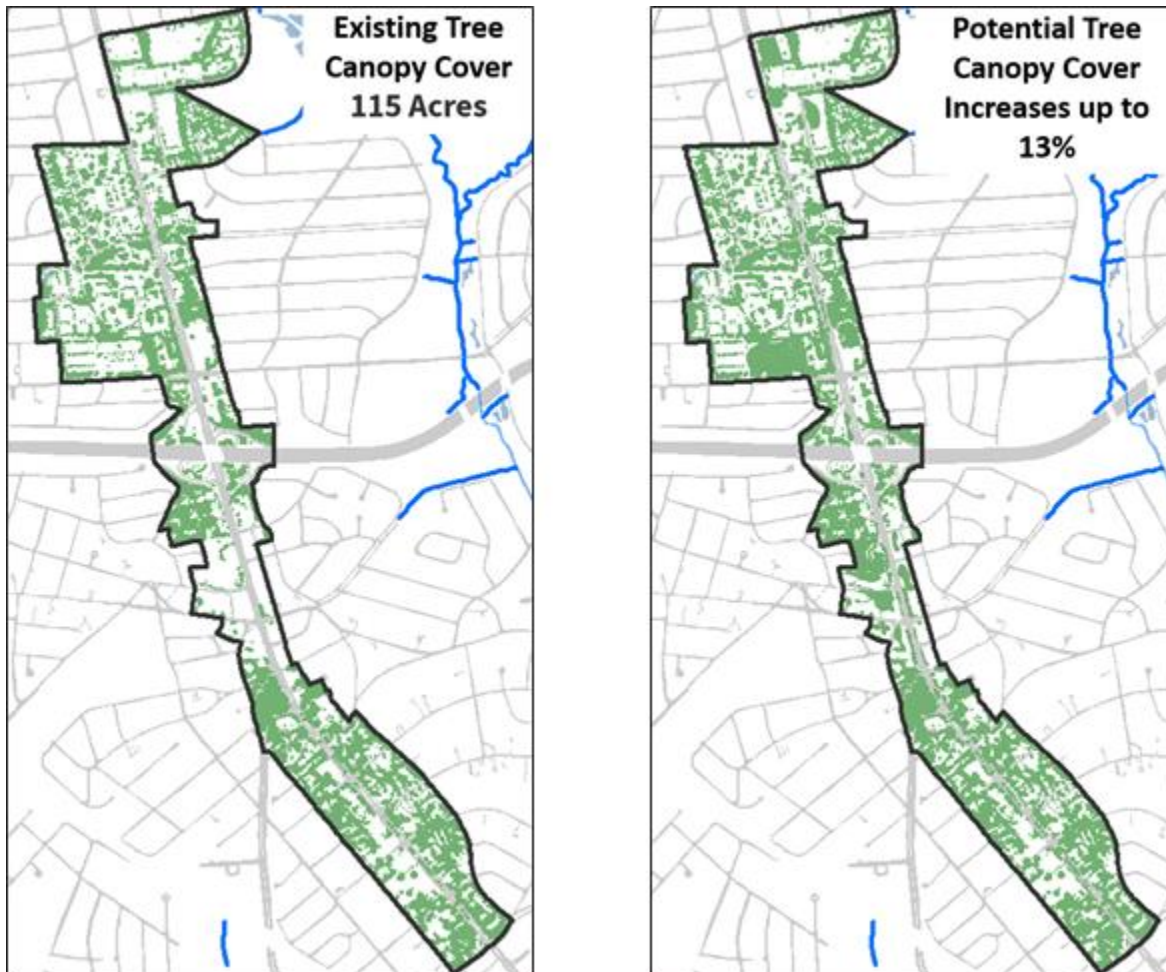 Existing Tree
Canopy Cover
115 Acres
Potential Tree
Canopy Cover
Increases up to
13%